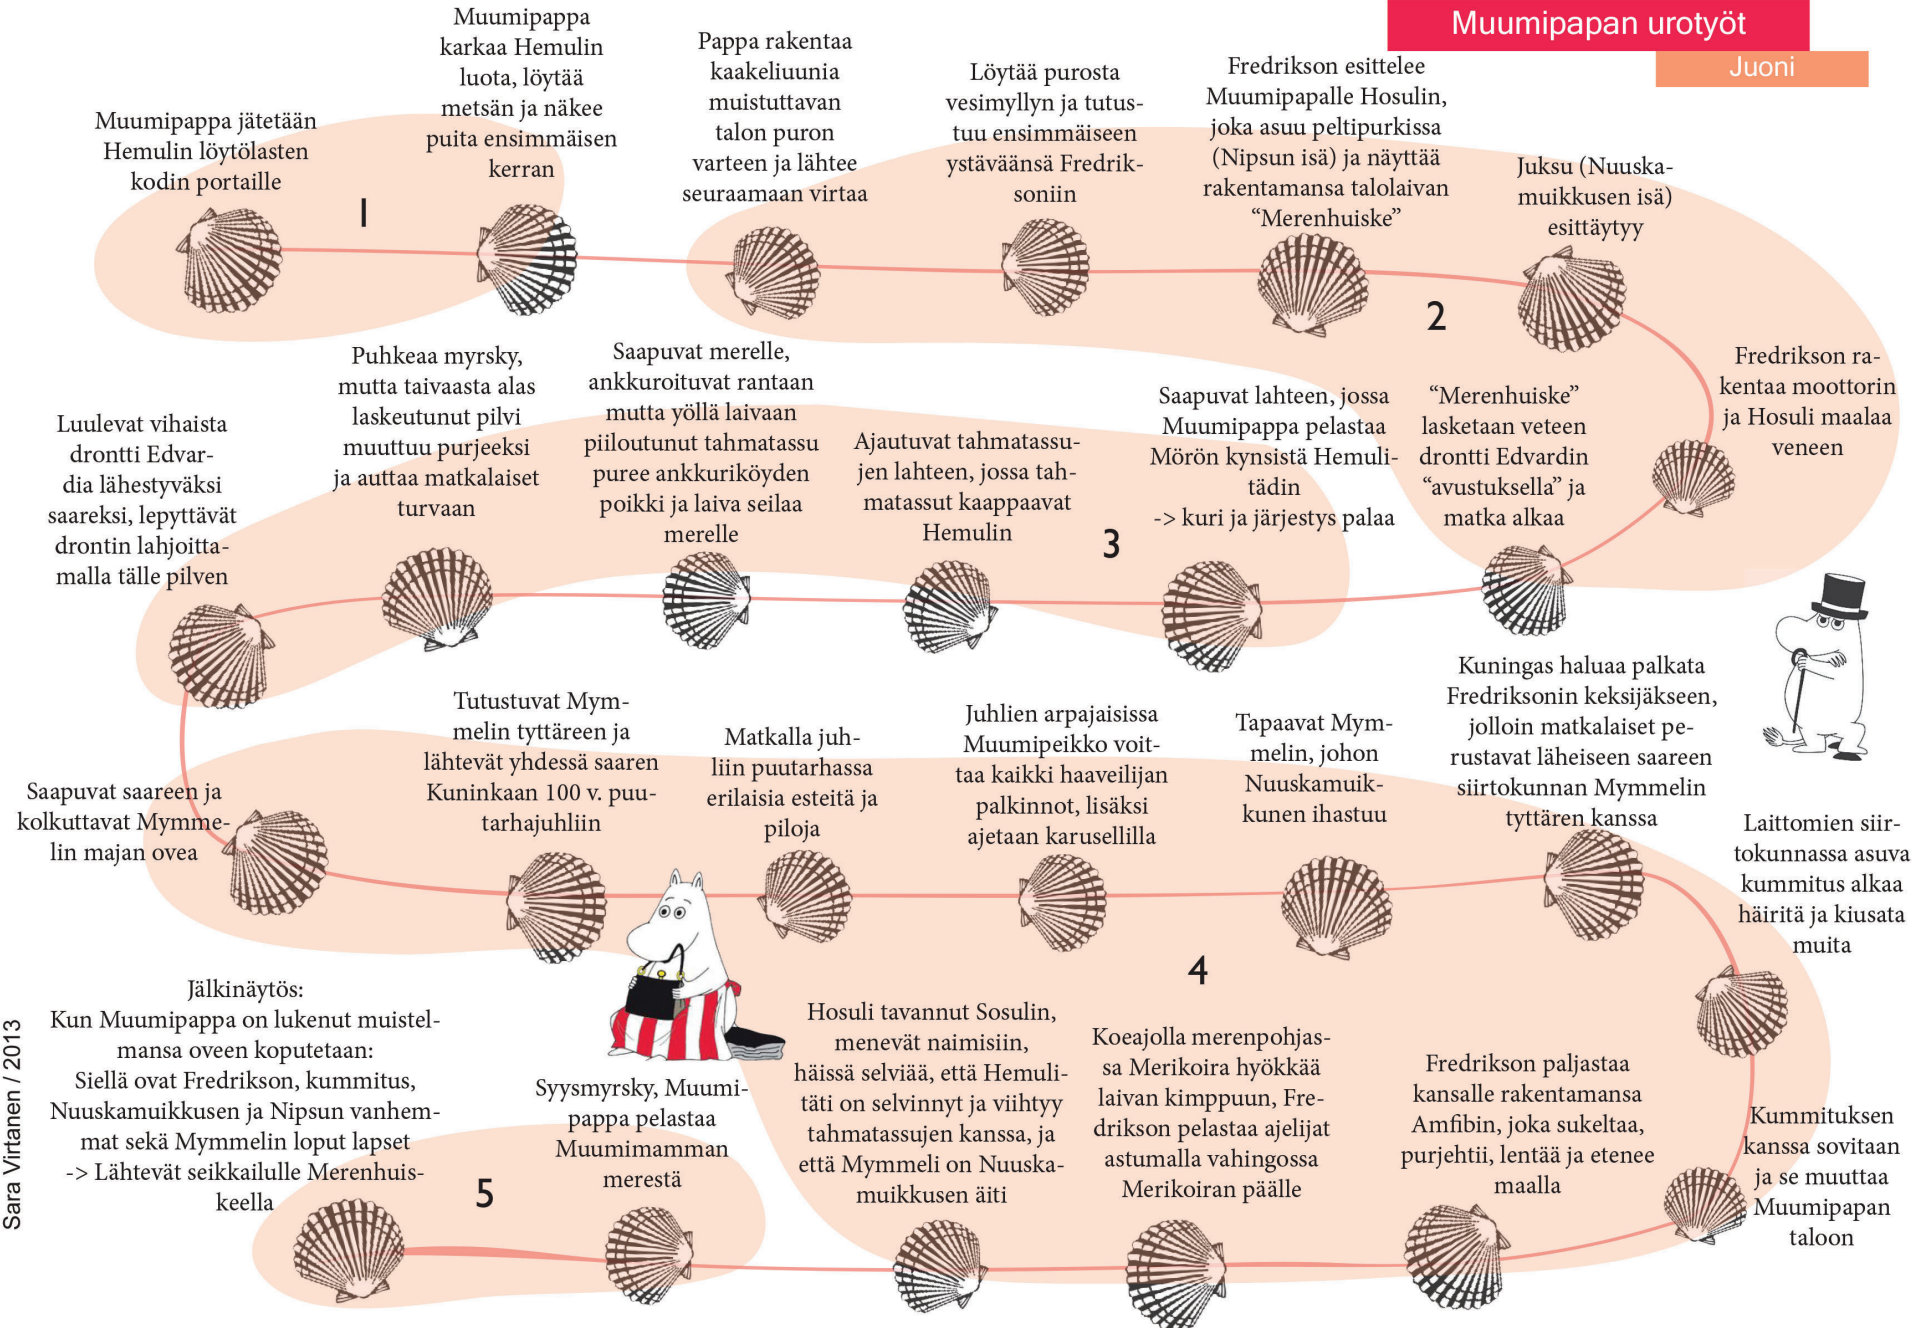 Muumipapan urotyöt
Juoni
Muumipappa jätetään
Hemulin löytölasten
kodin portaille
1
Muumipappa
karkaa Hemulin
luota, löytää
metsän ja näkee
puita ensimmäisen
kerran
Pappa rakentaa
kaakeliuunia
muistuttavan
talon puron
varteen ja lähtee
seuraamaan virtaa
Löytää purosta
vesimyllyn ja tutus-
tuu ensimmäiseen
ystäväänsä Fredrik-
soniin
Fredrikson esittelee
Muumipapalle Hosulin,
joka asuu peltipurkissa
(Nipsun isä) ja näyttää
rakentamansa talolaivan
“Merenhuiske”
2
Juksu (Nuuska-
muikkusen isä)
esittäytyy
Fredrikson ra-
kentaa moottorin
ja Hosuli maalaa
veneen
“Merenhuiske”
lasketaan veteen
drontti Edvardin
“avustuksella” ja
matka alkaa
Saapuvat lahteen, jossa
Muumipappa pelastaa
Mörön kynsistä Hemuli-
tädin
-> kuri ja järjestys palaa
3
Ajautuvat tahmatassu-
jen lahteen, jossa tah-
matassut kaappaavat
Hemulin
Saapuvat merelle,
ankkuroituvat rantaan
mutta yöllä laivaan
piiloutunut tahmatassu
puree ankkuriköyden
poikki ja laiva seilaa
merelle
Puhkeaa myrsky,
mutta taivaasta alas
laskeutunut pilvi
muuttuu purjeeksi
ja auttaa matkalaiset
turvaan
Luulevat vihaista
drontti Edvar-
dia lähestyväksi
saareksi, lepyttävät
drontin lahjoitta-
malla tälle pilven
Saapuvat saareen ja
kolkuttavat Mymme-
lin majan ovea
Tutustuvat Mym-
melin tyttäreen ja
lähtevät yhdessä saaren
Kuninkaan 100 v. puu-
tarhajuhliin
Matkalla juh-
liin puutarhassa
erilaisia esteitä ja
piloja
Juhlien arpajaisissa
Muumipeikko voit-
taa kaikki haaveilijan
palkinnot, lisäksi
ajetaan karusellilla
Tapaavat Mym-
melin, johon
Nuuskamuik-
kunen ihastuu
Kuningas haluaa palkata
Fredriksonin keksijäkseen,
jolloin matkalaiset pe-
rustavat läheiseen saareen
siirtokunnan Mymmelin
tyttären kanssa
Laittomien siir-
tokunnassa asuva
kummitus alkaa
häiritä ja kiusata
muita
4
Kummituksen
kanssa sovitaan
ja se muuttaa
Muumipapan
taloon
Fredrikson paljastaa
kansalle rakentamansa
Amfibin, joka sukeltaa,
purjehtii, lentää ja etenee
maalla
Koeajolla merenpohjas-
sa Merikoira hyökkää
laivan kimppuun, Fre-
drikson pelastaa ajelijat
astumalla vahingossa
Merikoiran päälle
Hosuli tavannut Sosulin,
menevät naimisiin,
häissä selviää, että Hemuli-
täti on selvinnyt ja viihtyy
tahmatassujen kanssa, ja
että Mymmeli on Nuuska-
muikkusen äiti
Syysmyrsky, Muumi-
pappa pelastaa
Muumimamman
merestä
5
Jälkinäytös:
Kun Muumipappa on lukenut muistel-
mansa oveen koputetaan:
Siellä ovat Fredrikson, kummitus,
Nuuskamuikkusen ja Nipsun vanhem-
mat sekä Mymmelin loput lapset
-> Lähtevät seikkailulle Merenhuis-
keella
Sara Virtanen / 2013